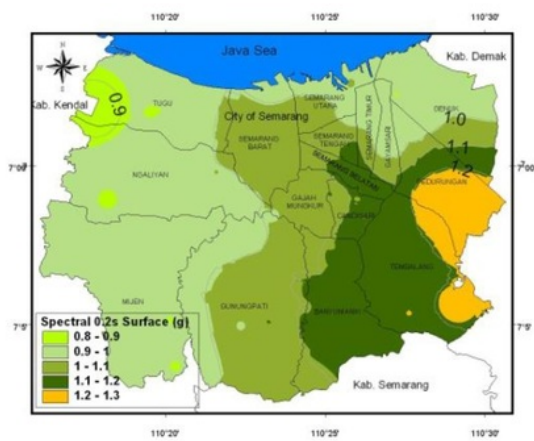 110°20'
110°25'
110°30'
Java Sea
Kab. Demak
N
W
E
S
Kab. Kendal
0.9
TUGU
SEMARANG
UTARA
City of Semarang
GENUK
1.0
SEMARANG
BARAT
SEMARANG
TENGAH
SEMARANG TIMUR
GAYAMSARI
1.1
7°00
7°00
NGALIYAN
SEMARANG SELATAN
1.2
PEDURUNGAN
GAJAH
MUNGKUR
CANDISARI
TENGALANG
MIJEN
GUNUNGPATI
BANYUMANIK
7°5'
7°5'
Spectral 0.2s Surface (g)
0.8 - 0.9
0.9 - 1
1 - 1.1
1.1 - 1.2
1.2 - 1.3
Kab. Semarang
110°20'
110°25'
110°30'